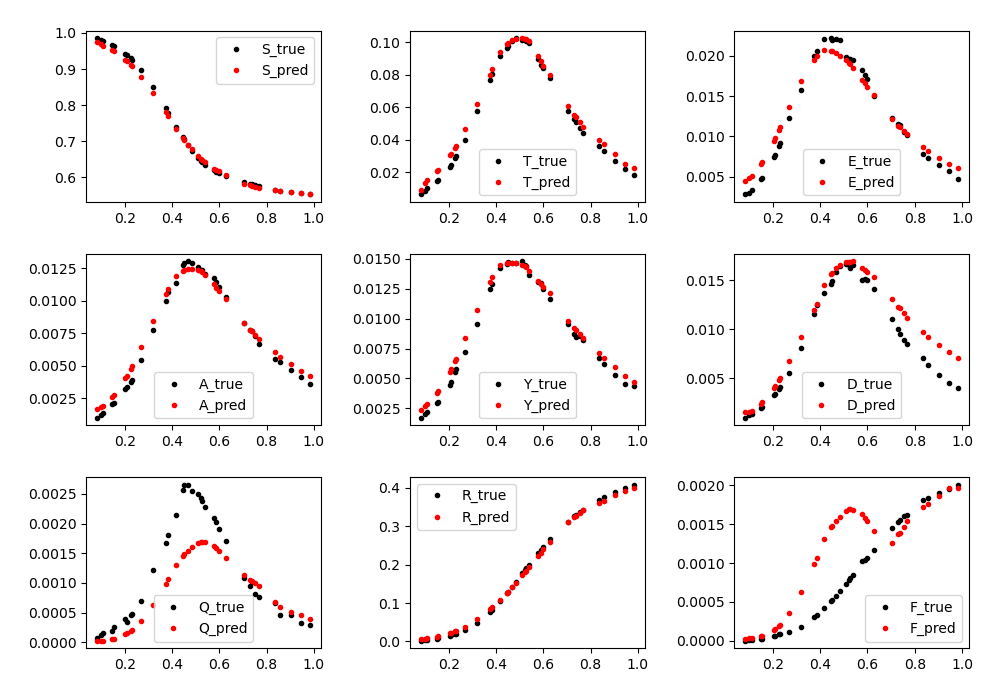 1.0
0.9
0.8
0.7
0.6
S_true
S_pred
0.2 0.4 0.6 0.8 1.0
0.10
0.08
0.06
0.04
0.02
T_true
T_pred
0.2 0.4 0.6 0.8 1.0
0.020
0.015
0.010
0.005
E_true
E_pred
0.2 0.4 0.6 0.8 1.0
0.0125
0.0100
0.0075
0.0050
0.0025
A_true
A_pred
0.2 0.4 0.6 0.8 1.0
0.0150
0.0125
0.0100
0.0075
0.0050
0.0025
Y_true
Y_pred
0.2 0.4 0.6 0.8 1.0
0.015
0.010
0.005
D_true
D_pred
0.2 0.4 0.6 0.8 1.0
0.0025
0.0020
0.0015
0.0010
0.0005
0.0000
Q_true
Q_pred
0.2 0.4 0.6 0.8 1.0
0.4
0.3
0.2
0.1
0.0
R_true
R_pred
0.2 0.4 0.6 0.8 1.0
0.0020
0.0015
0.0010
0.0005
0.0000
F_true
F_pred
0.2 0.4 0.6 0.8 1.0